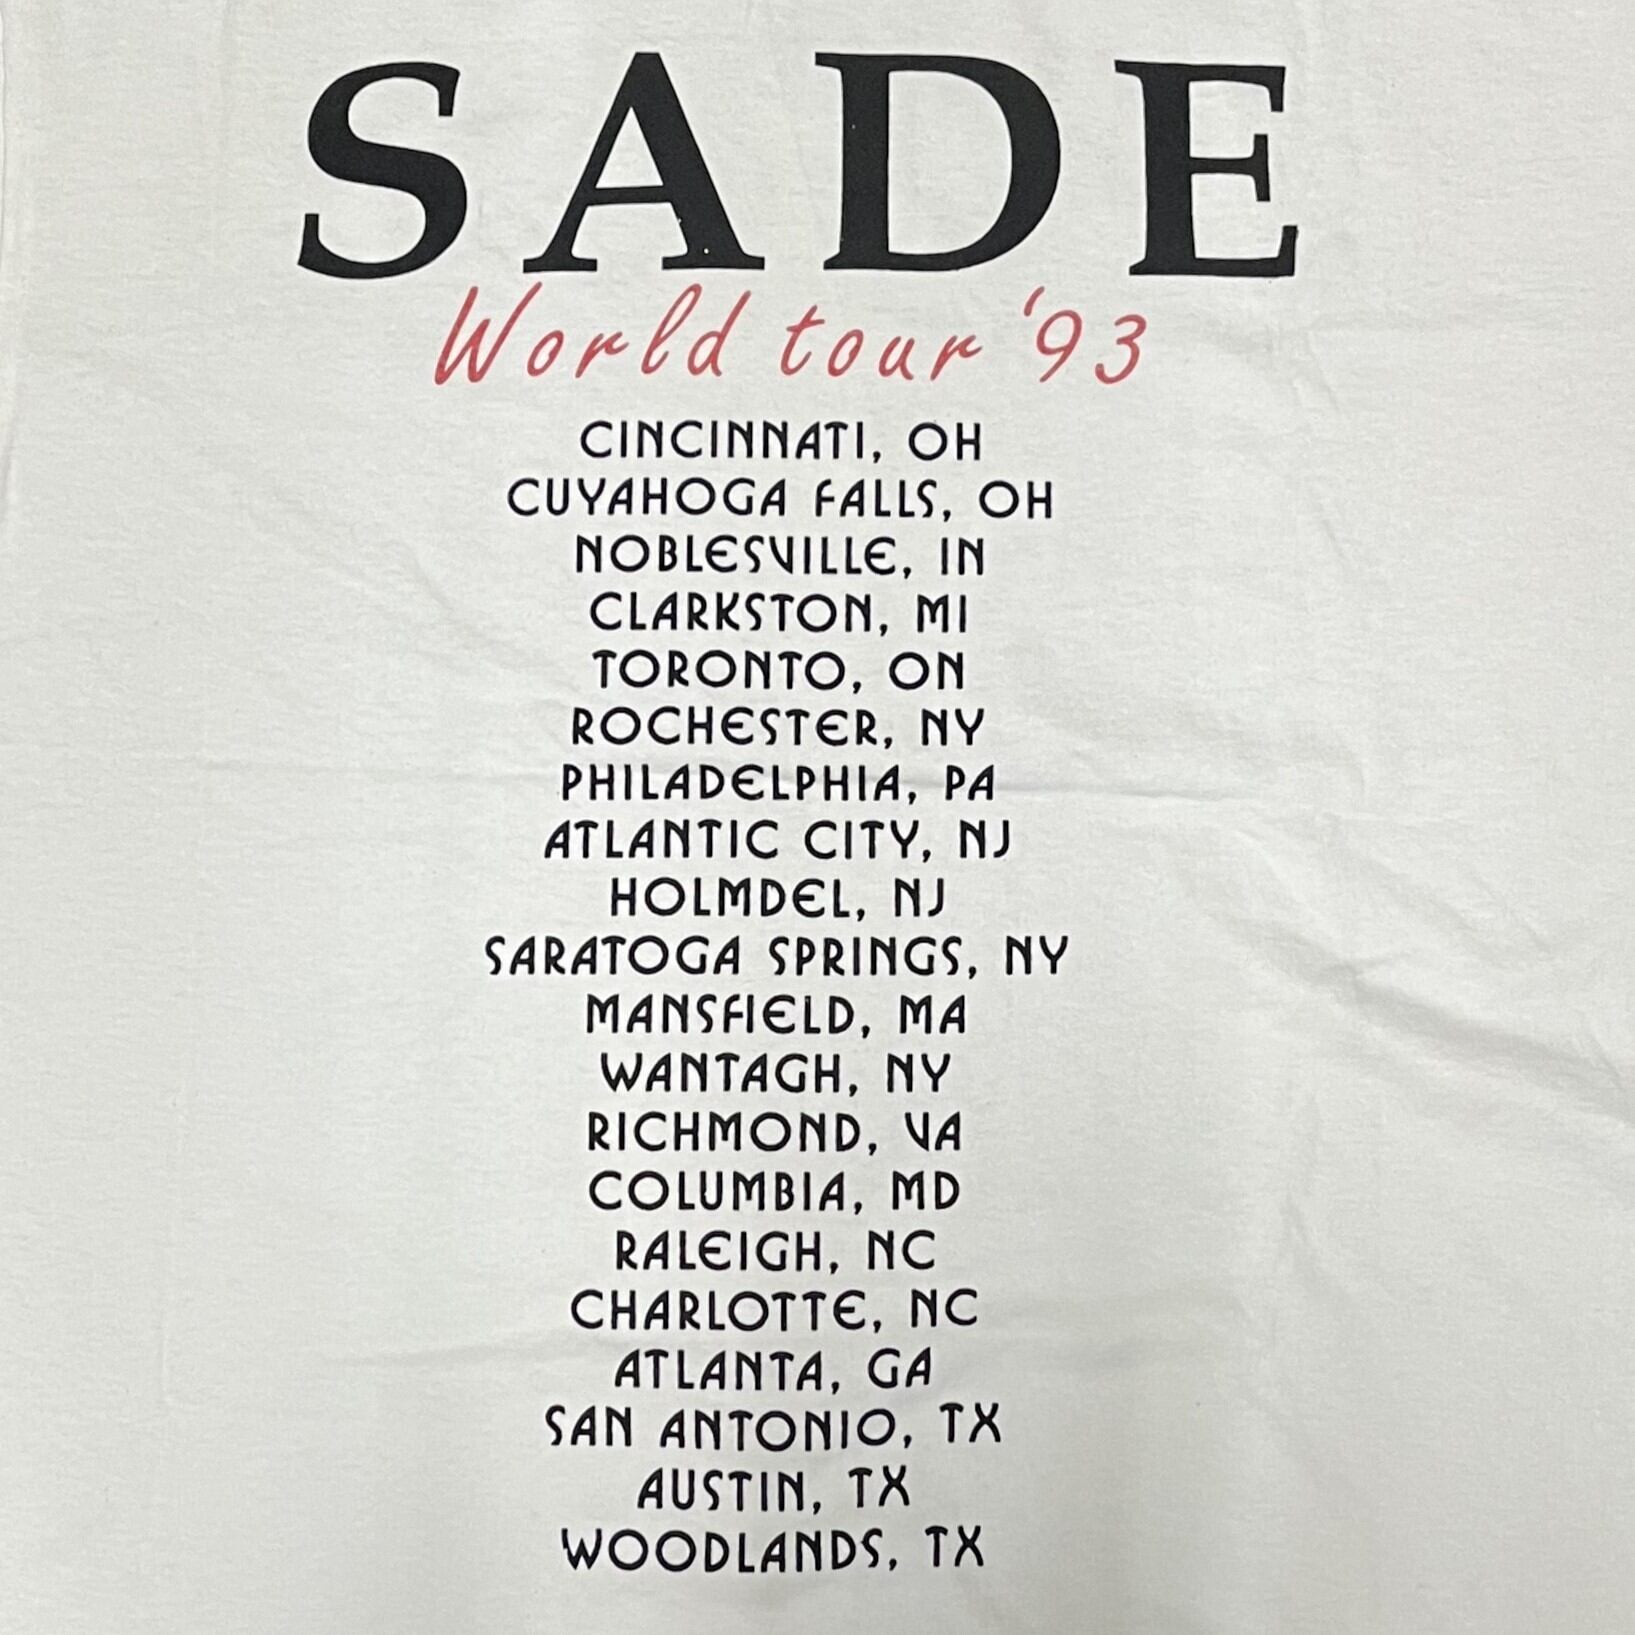 SADE
World tour '93
CINCINNATI, OH
CUYAHOGA FALLS, OH
NOBLESVILLE, IN
CLARKSTON, MI
TORONTO, ON
ROCHESTER, NY
PHILADELPHIA, PA
ATLANTIC CITY, NJ
HOLMDEL, NJ
SARATOGA SPRINGS, NY
MANSFIELD, MA
WANTAGH, NY
RICHMOND, VA
COLUMBIA, MD
RALEIGH, NC
CHARLOTTE, NC
ATLANTA, GA
SAN ANTONIO, TX
AUSTIN, TX
WOODLANDS, TX